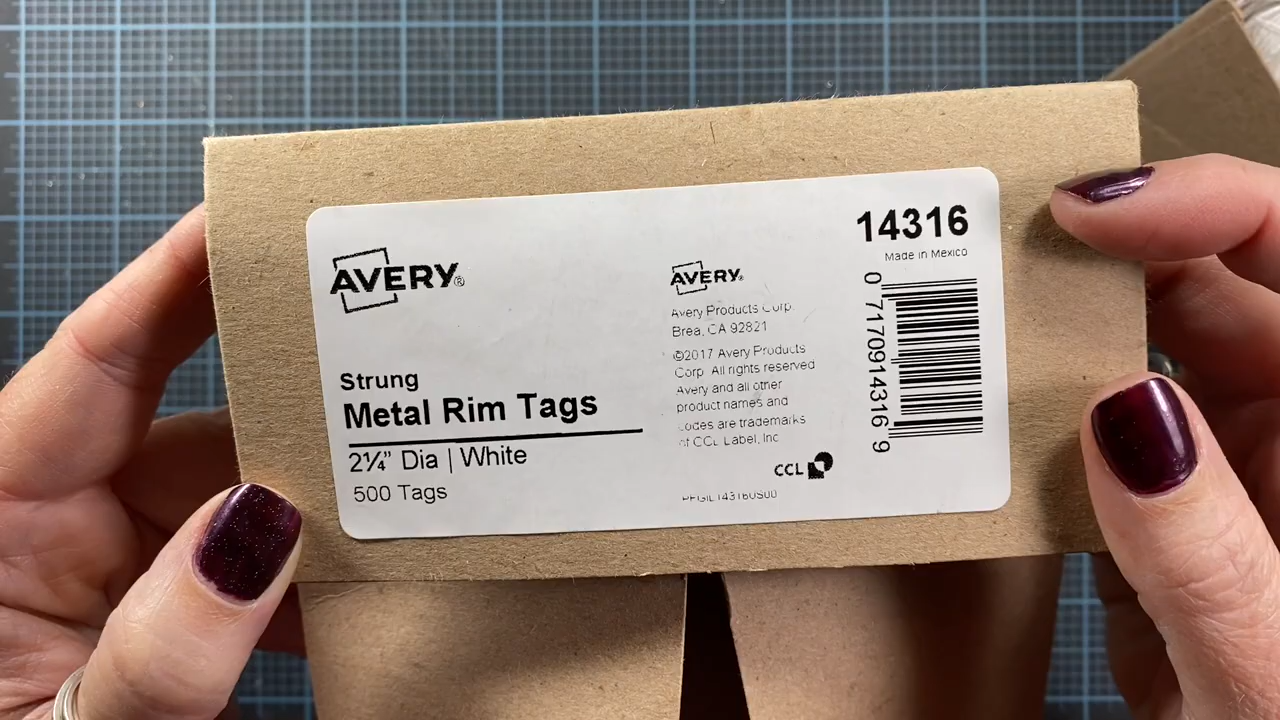 AVERY®
Strung
Metal Rim Tags
2¼” Dia | White
500 Tags
AVERY®
Avery Products Corp.
Brea, CA 92821
©2017 Avery Products
Corp. All rights reserved
Avery and all other
product names and
codes are trademarks
of CCL Label, Inc
CCL
14316
Made in Mexico
0 71709 14316 9